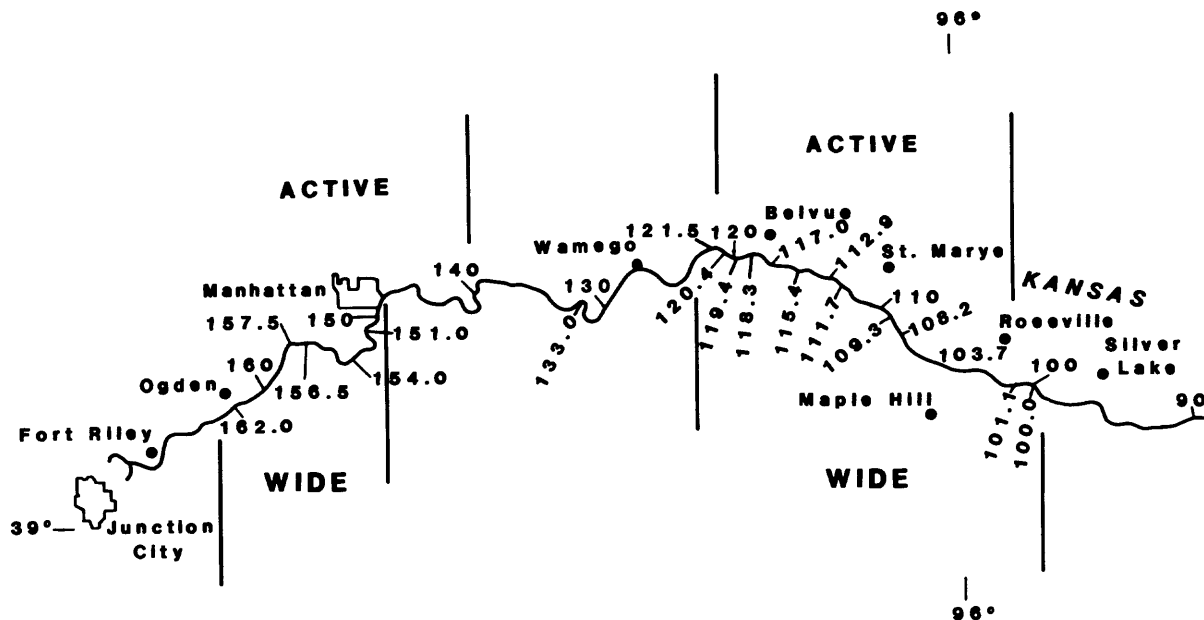 96°
ACTIVE
ACTIVE
Belvue
121.5
120
117.0
112.9
Wamego
St. Marye
KANSAS
140
Manhattan
130
110
150
120.4
119.4
118.3
115.4
111.7
109.3
108.2
Roseville
157.5
151.0
133.0
103.7
100
Silver
Lake
Ogden
160
156.5
154.0
Maple Hill
90
101.1
100.0
162.0
Fort Riley
WIDE
WIDE
39°
Junction
City
96°